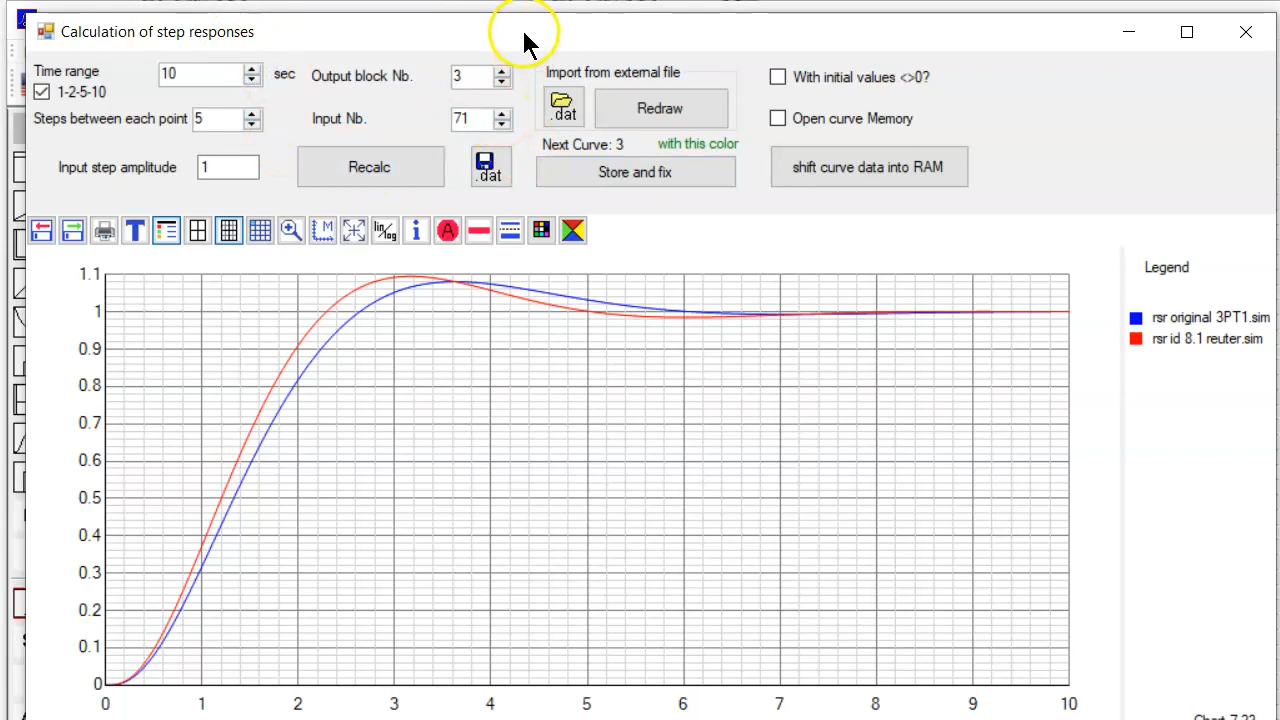 Calculation of step responses
Time range 10 sec
1-2-5-10
Steps between each point 5
Input step amplitude 1
Output block Nb. 3
Input Nb. 71
Recalc
.dat
Import from external file
.dat
Redraw
Next Curve: 3 with this color
Store and fix
With initial values <>0?
Open curve Memory
shift curve data into RAM
T
M
lin/log
i
A
1.1
1
0.9
0.8
0.7
0.6
0.5
0.4
0.3
0.2
0.1
0
0 1 2 3 4 5 6 7 8 9 10
Legend
rsr original 3PT1.sim
rsr id 8.1 reuter.sim